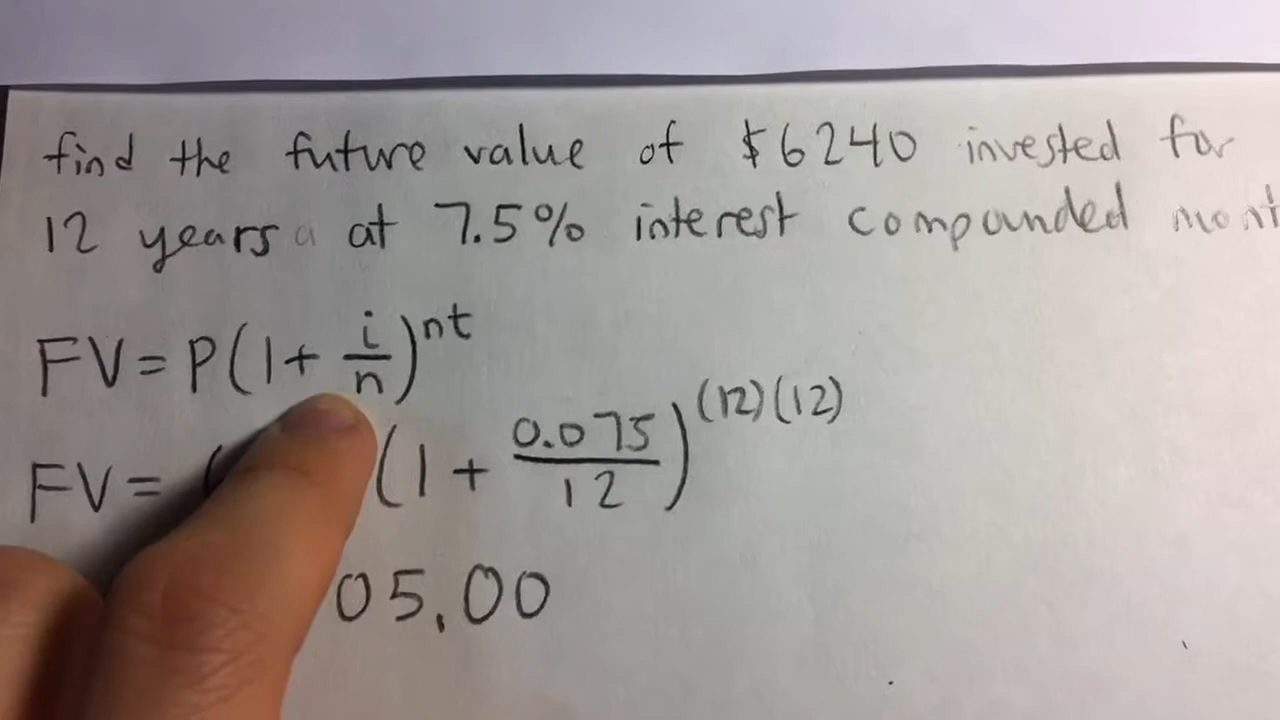 find the future value of $6240 invested for
12 years at 7.5% interest compounded
FV=P(1+ i/n)^nt
FV= (1+ 0.075/12)^(12)(12)
05.00